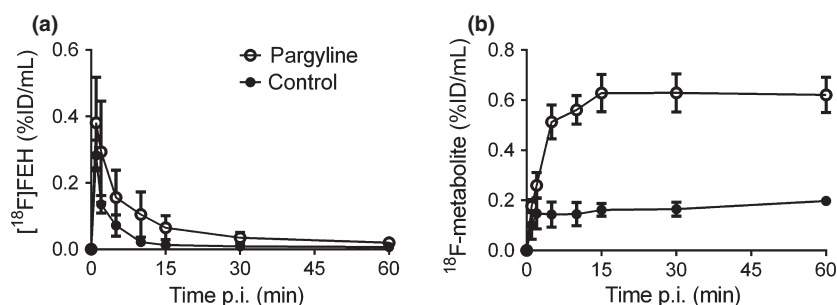 (a)
0.6
0.4
0.2
0.0
[¹⁸F]FEH (%ID/mL)
Pargyline
Control
0 15 30 45 60
Time p.i. (min)
(b)
0.8
0.6
0.4
0.2
0.0
¹⁸F-metabolite (%ID/mL)
0 15 30 45 60
Time p.i. (min)